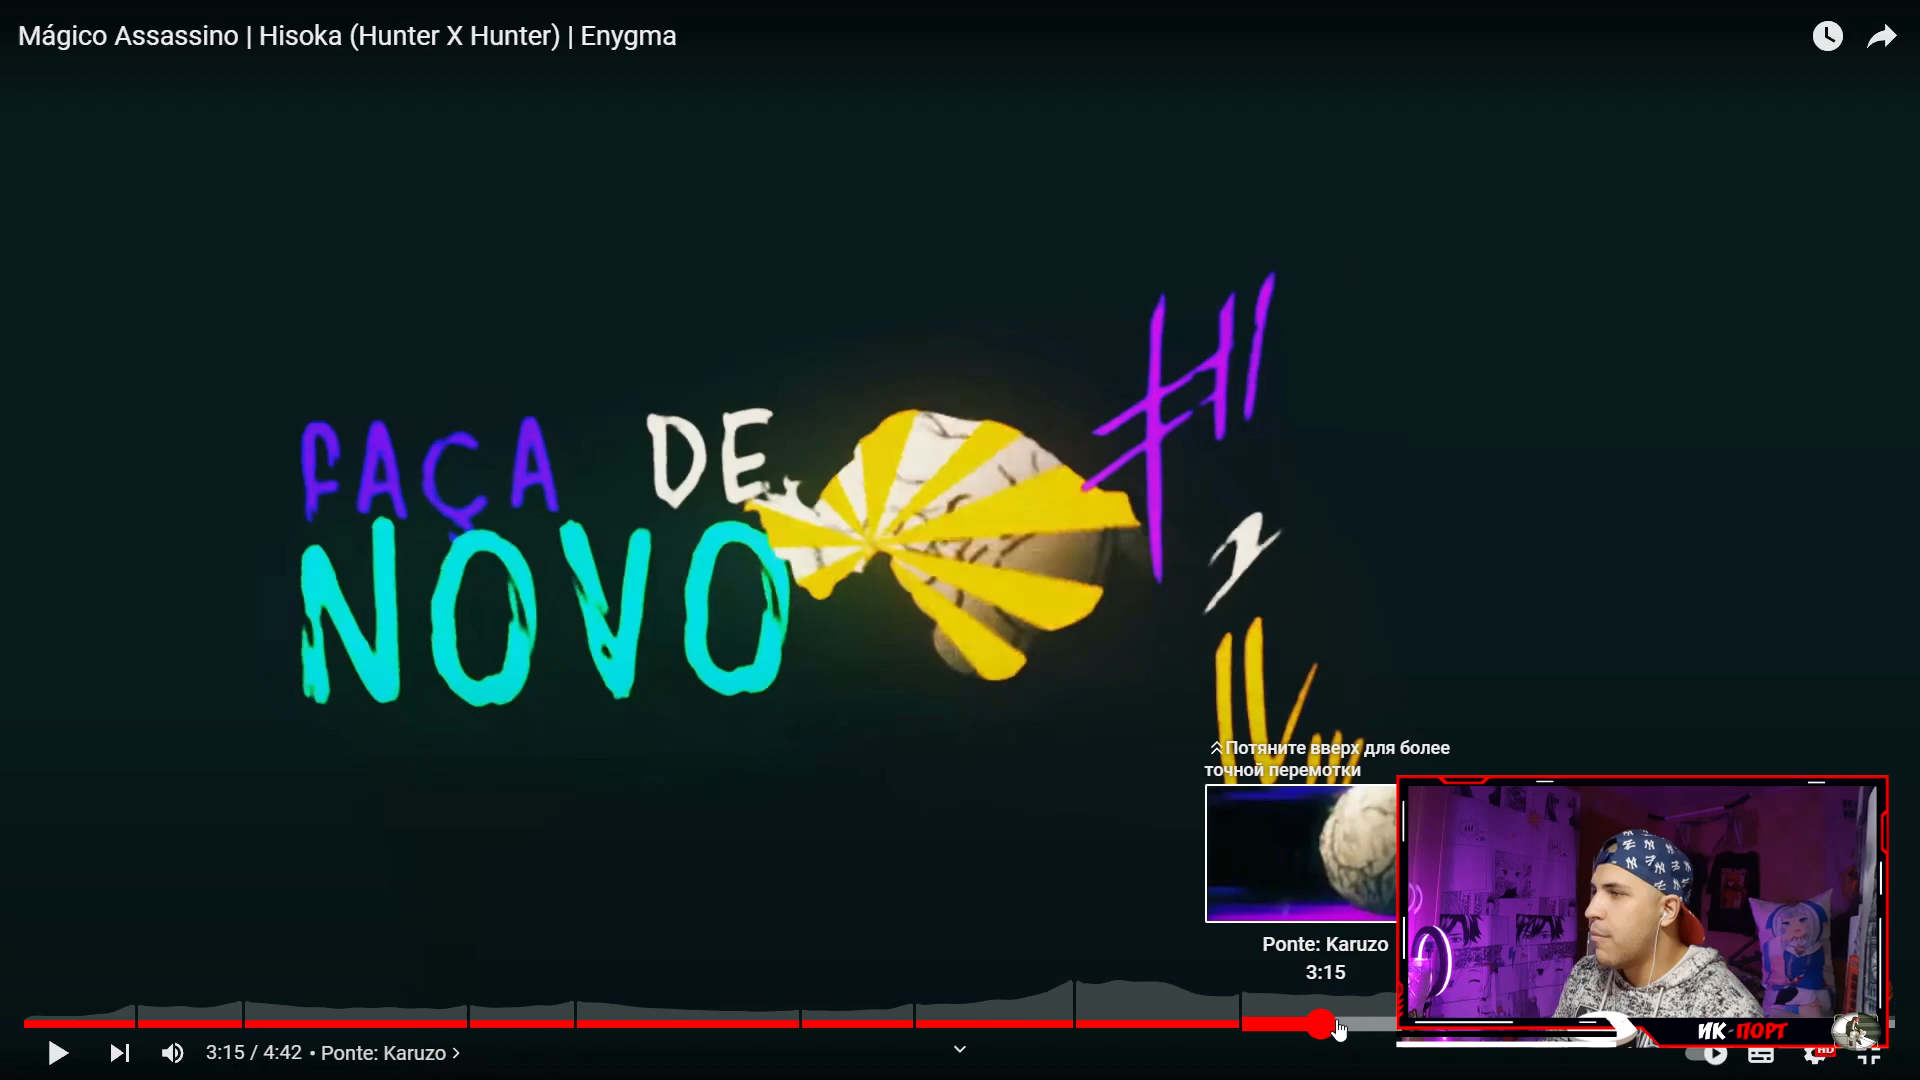 Mágico Assassino | Hisoka (Hunter X Hunter) | Enygma
FAÇA DE
NOVO
Потяните вверх для более
точной перемотки
Ponte: Karuzo
3:15
3:15 / 4:42 • Ponte: Karuzo >
ИК-ПОРТ
HD